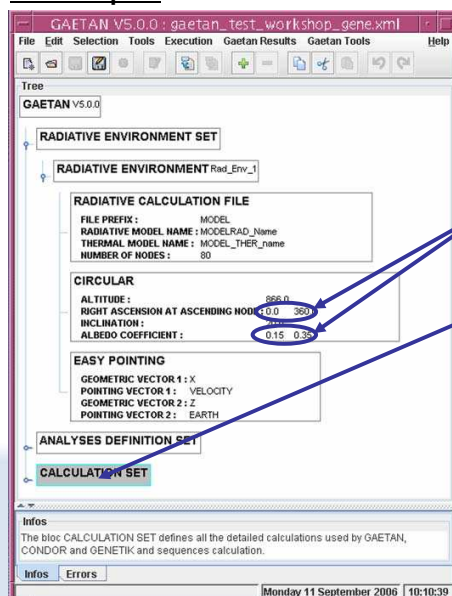 GAETAN V5.0.0 : gaetan_test_workshop_gene.xml
File Edit Selection Tools Execution Gaetan Results Gaetan Tools Help
Tree
GAETAN V5.0.0
RADIATIVE ENVIRONMENT SET
RADIATIVE ENVIRONMENT Rad_Env_1
RADIATIVE CALCULATION FILE
FILE PREFIX : MODEL
RADIATIVE MODEL NAME : MODELRAD_Name
THERMAL MODEL NAME : MODEL_THER_name
NUMBER OF NODES : 80
CIRCULAR
ALTITUDE : 866.0
RIGHT ASCENSION AT ASCENDING NODE : 0.0 360.0
INCLINATION :
ALBEDO COEFFICIENT : 0.15 0.35
EASY POINTING
GEOMETRIC VECTOR 1 : X
POINTING VECTOR 1 : VELOCITY
GEOMETRIC VECTOR 2 : Z
POINTING VECTOR 2 : EARTH
ANALYSES DEFINITION SET
CALCULATION SET
Infos
The bloc CALCULATION SET defines all the detailed calculations used by GAETAN,
CONDOR and GENETIK and sequences calculation.
Infos Errors
Monday 11 September 2006 10:10:39